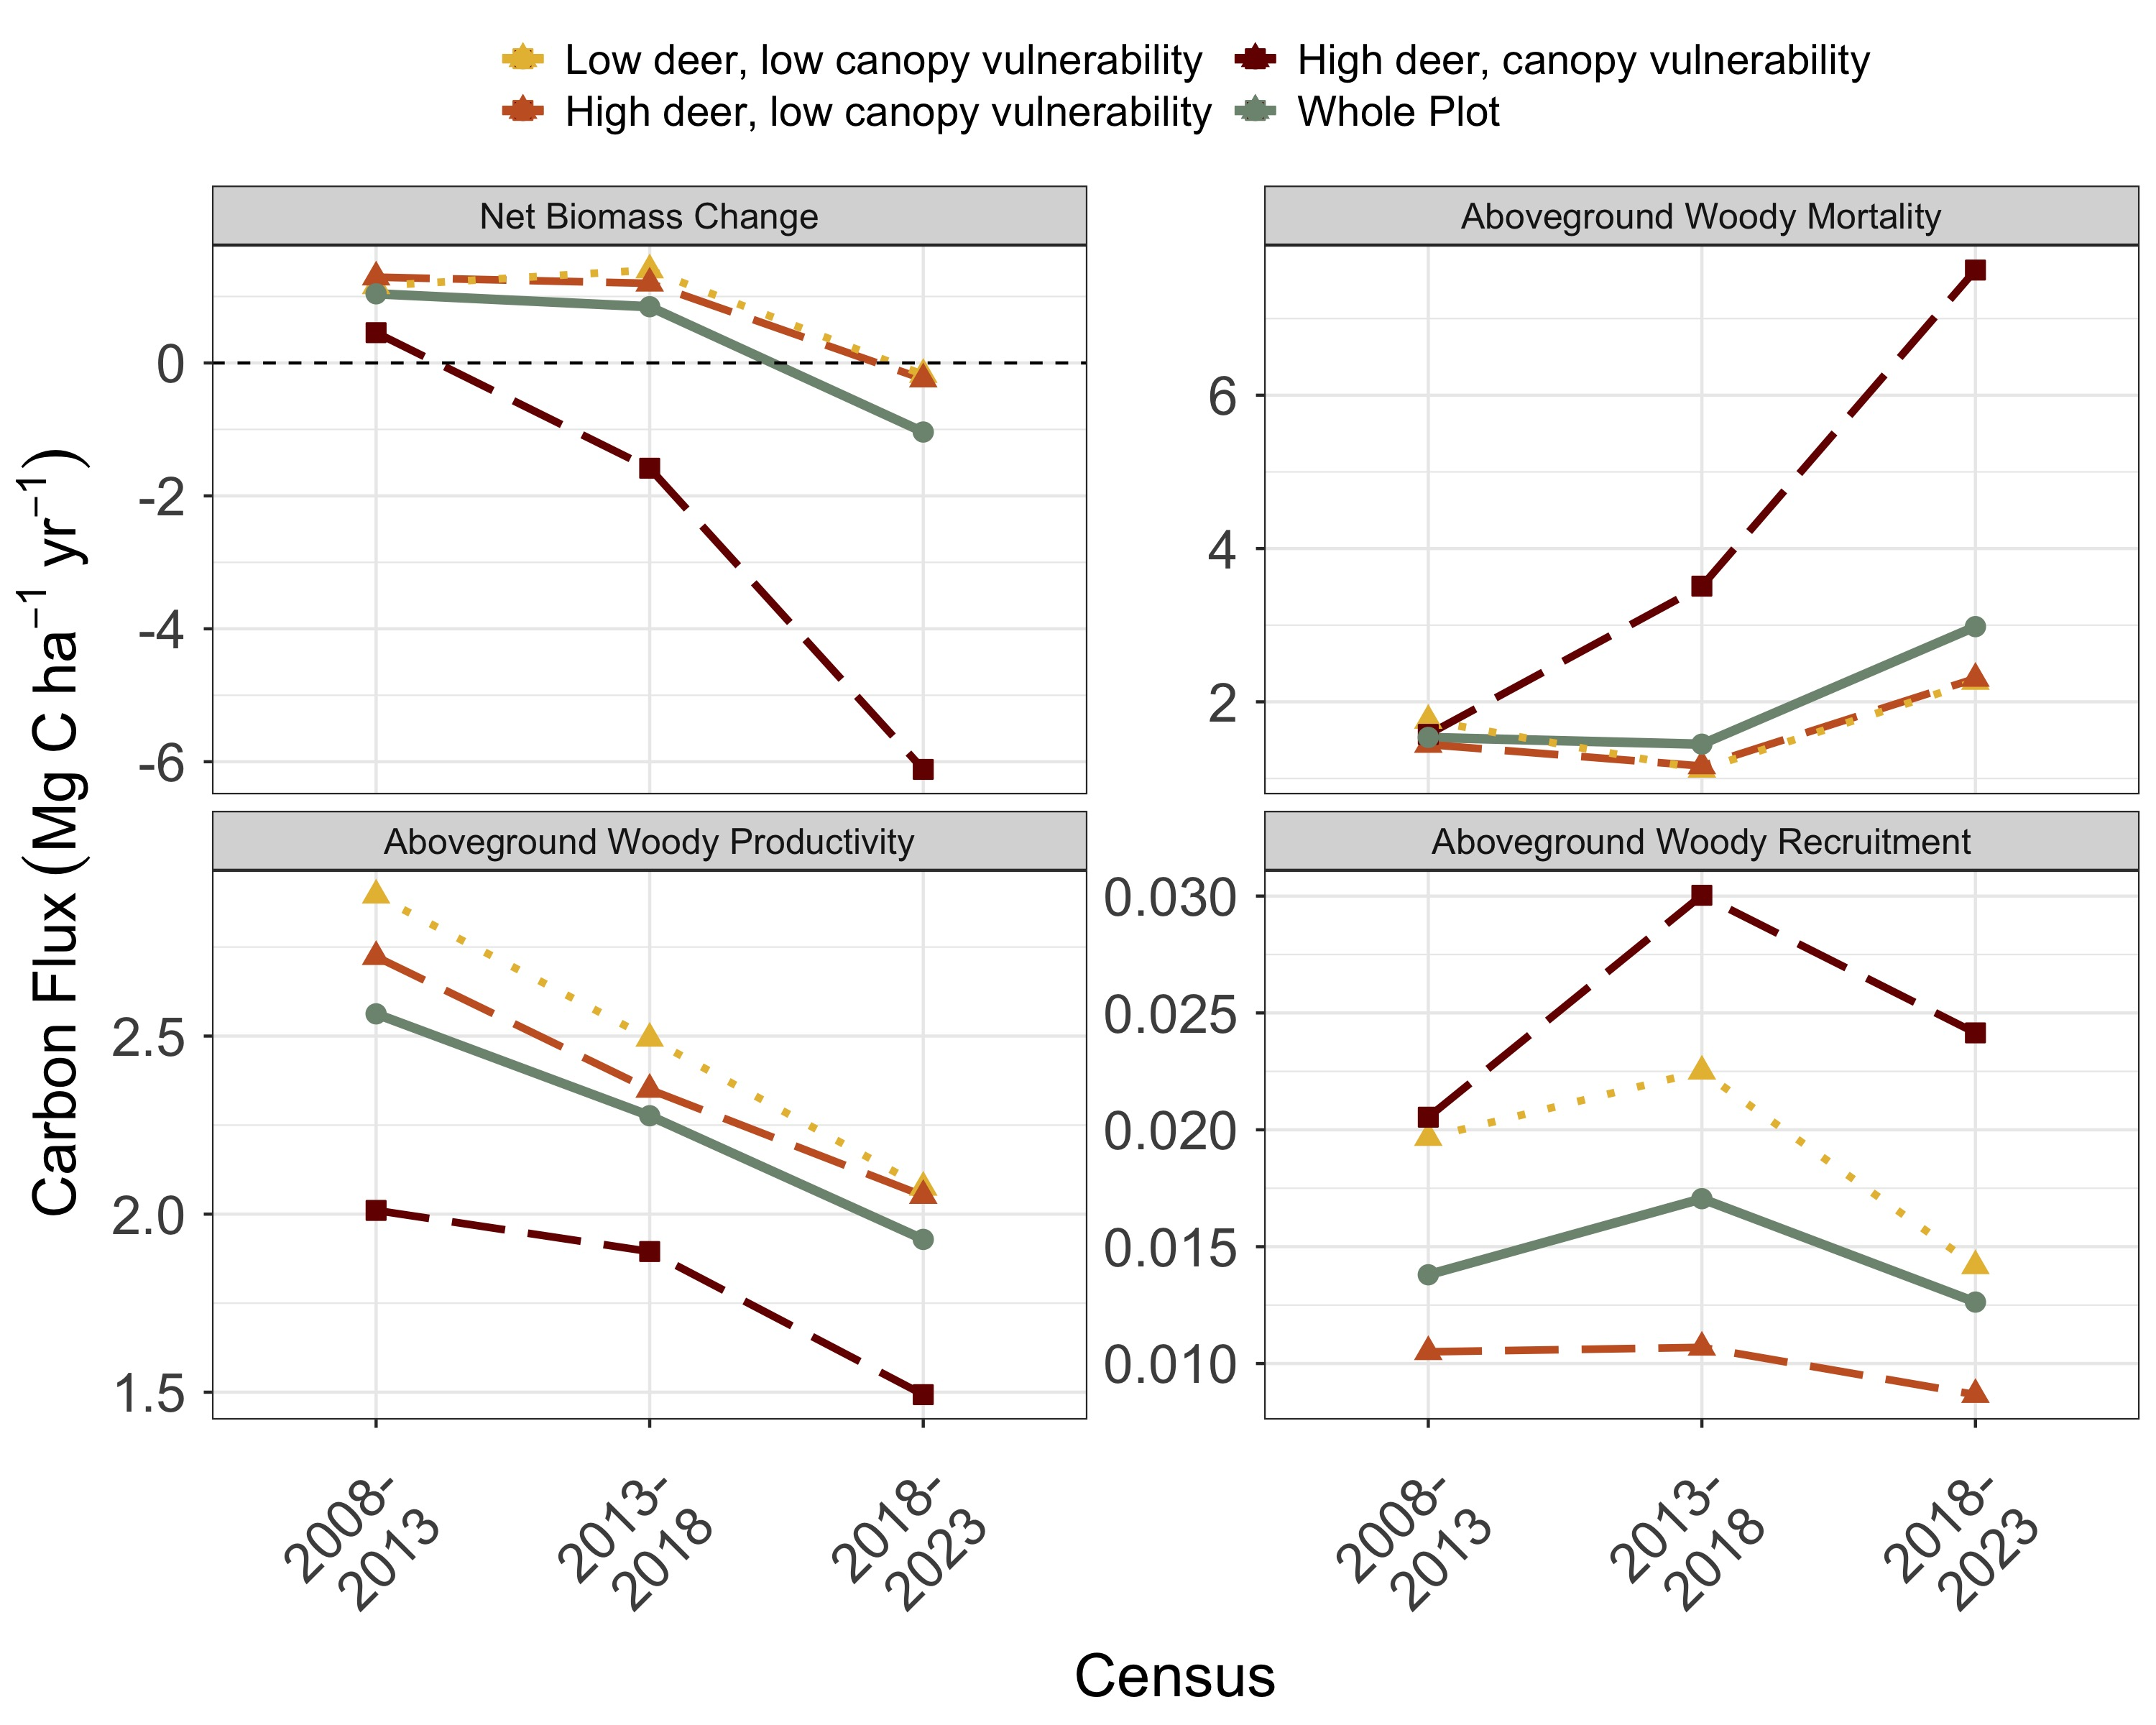 Low deer, low canopy vulnerability
High deer, canopy vulnerability
High deer, low canopy vulnerability
Whole Plot
Carbon Flux (Mg C ha⁻¹ yr⁻¹)
Net Biomass Change
0
-2
-4
-6
Aboveground Woody Mortality
6
4
2
Aboveground Woody Productivity
2.5
2.0
1.5
Aboveground Woody Recruitment
0.030
0.025
0.020
0.015
0.010
2008-
2013
2013-
2018
2018-
2023
2008-
2013
2013-
2018
2018-
2023
Census